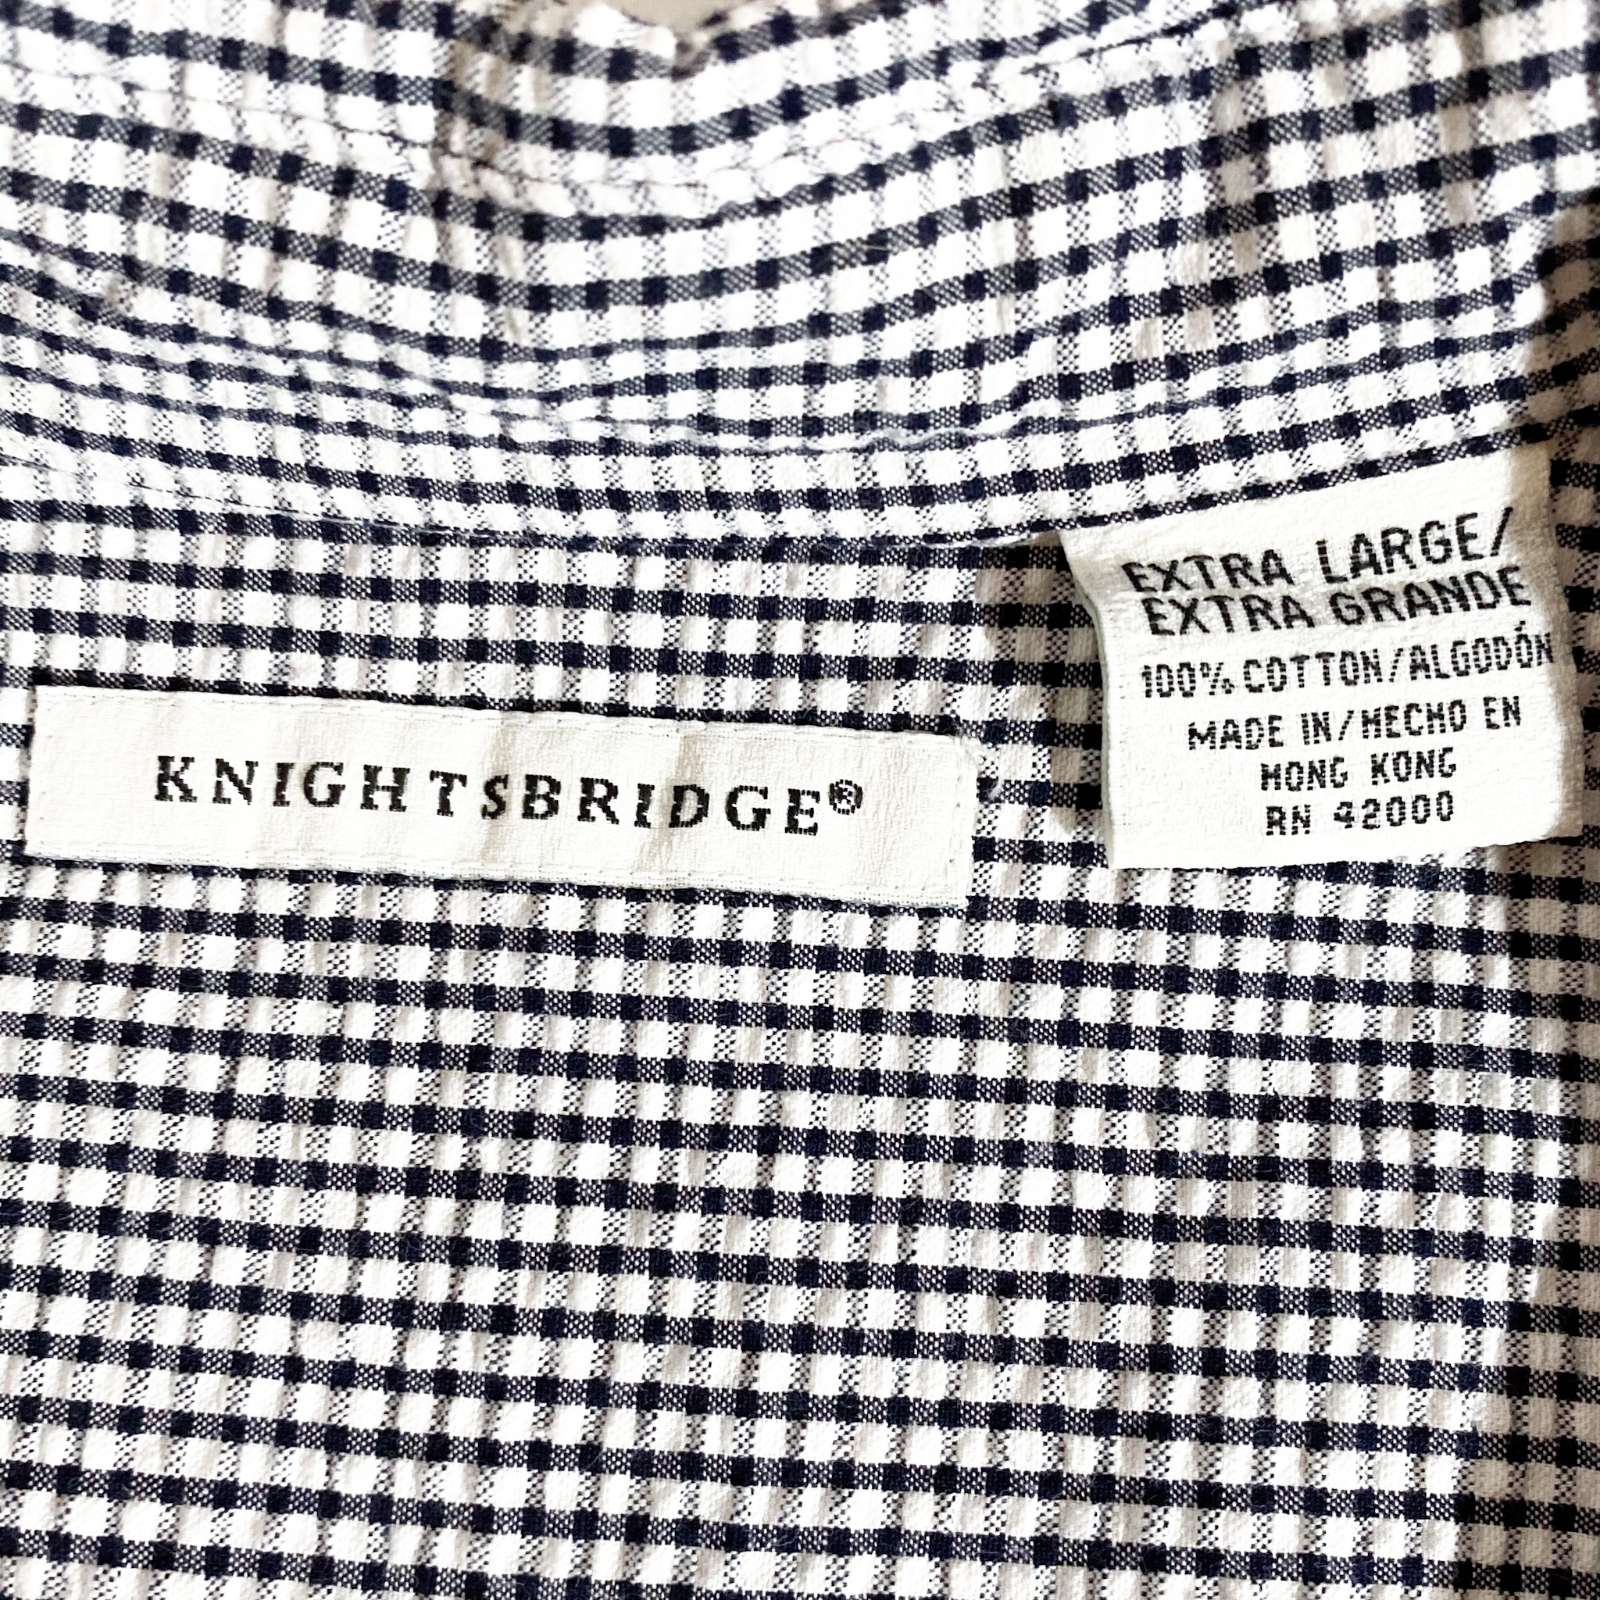 KNIGHTSBRIDGE®
EXTRA LARGE/
EXTRA GRANDE
100% COTTON/ALGODÓN
MADE IN/HECHO EN
HONG KONG
RN 42000